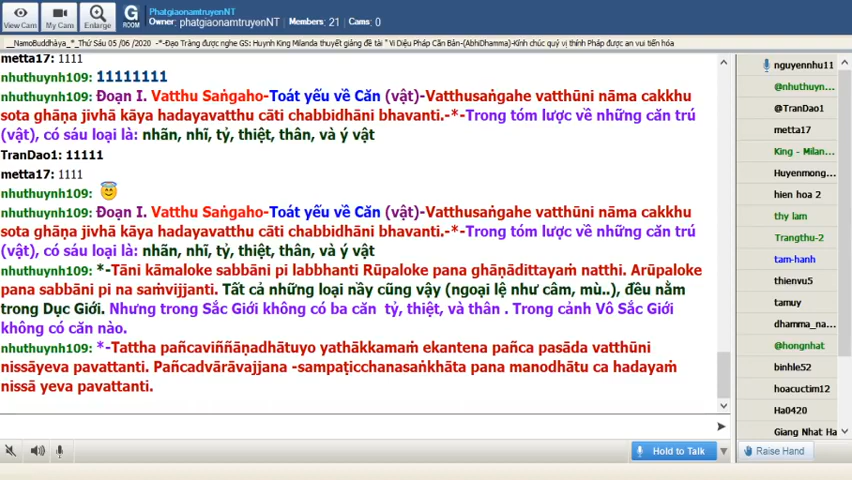 View Cam
My Cam
Enlarge
G
ROOM
PhatgiaonamtruyenNT
Owner: phatgiaonamtruyenNT
Members: 21
Cams: 0
__NamoBuddhàya_*_Thứ Sáu 05 /06 /2020 -*-Đạo Tràng được nghe GS: Huynh King Milanda thuyết giảng đề tài " Vi Diệu Pháp Căn Bản-(AbhiDhamma)-Kính chúc quý vị thính Pháp được an vui tiến hóa
metta17: 1111
nhuthuynh109: 11111111
nhuthuynh109: Đoạn I. Vatthu Saṅgaho-Toát yếu về Căn (vật)-Vatthusaṅgahe vatthūni nāma cakkhu
sota ghāṇa jivhā kāya hadayavatthu cāti chabbidhāni bhavanti.-*-Trong tóm lược về những căn trú
(vật), có sáu loại là: nhãn, nhĩ, tỷ, thiệt, thân, và ý vật
TranDao1: 11111
metta17: 1111
nhuthuynh109:
nhuthuynh109: Đoạn I. Vatthu Saṅgaho-Toát yếu về Căn (vật)-Vatthusaṅgahe vatthūni nāma cakkhu
sota ghāṇa jivhā kāya hadayavatthu cāti chabbidhāni bhavanti.-*-Trong tóm lược về những căn trú
(vật), có sáu loại là: nhãn, nhĩ, tỷ, thiệt, thân, và ý vật
nhuthuynh109: *-Tāni kāmaloke sabbāni pi labbhanti Rūpaloke pana ghāṇādittayaṁ natthi. Arūpaloke
pana sabbāni pi na saṁvijjanti. Tất cả những loại nầy cũng vậy (ngoại lệ như câm, mù..), đều nằm
trong Dục Giới. Nhưng trong Sắc Giới không có ba căn tỷ, thiệt, và thân . Trong cảnh Vô Sắc Giới
không có căn nào.
nhuthuynh109: *-Tattha pañcaviññāṇadhātuyo yathākkamaṁ ekantena pañca pasāda vatthūni
nissāyeva pavattanti. Pañcadvārāvajjana -sampaṭicchanasaṅkhāta pana manodhātu ca hadayaṁ
nissā yeva pavattanti.
Hold to Talk
nguyennhu11
@nhuthuyn...
@TranDao1
metta17
King - Milan...
Huyenmong...
hien hoa 2
thy lam
Trangthu-2
tam-hanh
thienvu5
tamuy
dhamma_na...
@hongnhat
binhle52
hoacuctim12
Ha0420
Giang Nhat Ha
Raise Hand